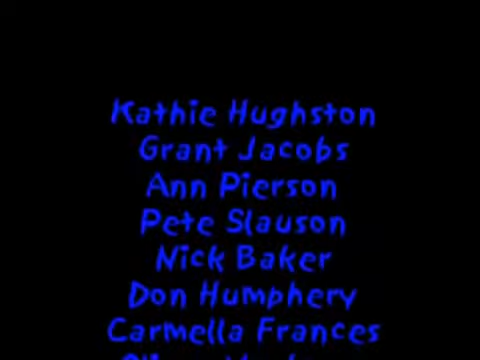 Kathie Hughston
Grant Jacobs
Ann Pierson
Pete Slauson
Nick Baker
Don Humphery
Carmella Frances